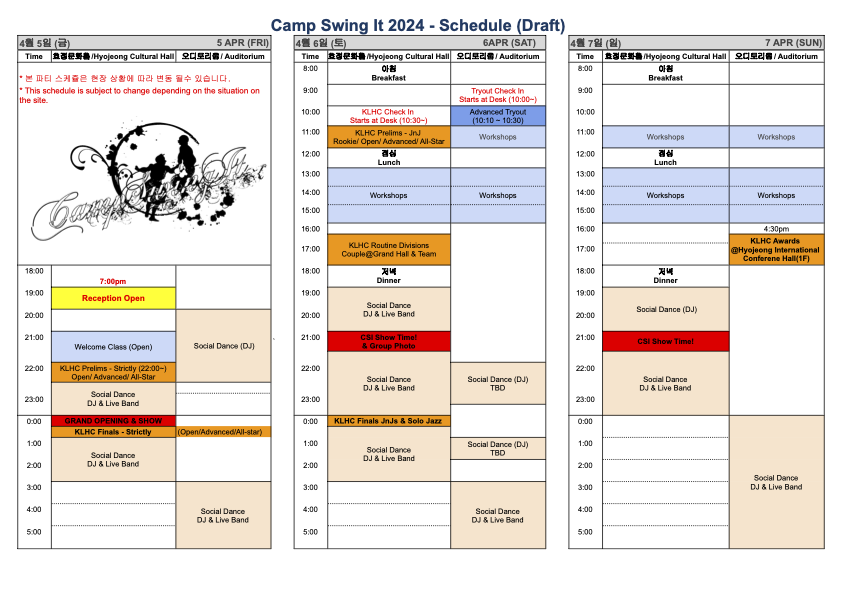 Camp Swing It 2024 - Schedule (Draft)
4월 5일 (금) 5 APR (FRI)
Time 효정문화홀 /Hyojeong Cultural Hall 오디토리움 / Auditorium
* 본 파티 스케쥴은 현장 상황에 따라 변동 될수 있습니다.
* This schedule is subject to change depending on the situation on
the site.
Camp Swing It
18:00
7:00pm
19:00
Reception Open
20:00
21:00
Welcome Class (Open)
Social Dance (DJ)
22:00
KLHC Prelims - Strictly (22:00~)
Open/ Advanced/ All-Star
23:00
Social Dance
DJ & Live Band
0:00
GRAND OPENING & SHOW
KLHC Finals - Strictly (Open/Advanced/All-star)
1:00
Social Dance
DJ & Live Band
2:00
3:00
4:00
Social Dance
DJ & Live Band
5:00
4월 6일 (토) 6APR (SAT)
Time 효정문화홀 /Hyojeong Cultural Hall 오디토리움 / Auditorium
8:00
아침
Breakfast
9:00
Tryout Check In
Starts at Desk (10:00~)
10:00
KLHC Check In
Starts at Desk (10:30~)
Advanced Tryout
(10:10 ~ 10:30)
11:00
KLHC Prelims - JnJ
Rookie/ Open/ Advanced/ All-Star
Workshops
12:00
점심
Lunch
13:00
14:00
Workshops
Workshops
15:00
16:00
17:00
KLHC Routine Divisions
Couple@Grand Hall & Team
18:00
저녁
Dinner
19:00
Social Dance
DJ & Live Band
20:00
21:00
CSI Show Time!
& Group Photo
22:00
Social Dance
DJ & Live Band
Social Dance (DJ)
TBD
23:00
0:00
KLHC Finals JnJs & Solo Jazz
1:00
Social Dance (DJ)
TBD
Social Dance
DJ & Live Band
2:00
3:00
4:00
Social Dance
DJ & Live Band
5:00
4월 7일 (일) 7 APR (SUN)
Time 효정문화홀 /Hyojeong Cultural Hall 오디토리움 / Auditorium
8:00
아침
Breakfast
9:00
10:00
11:00
Workshops
Workshops
12:00
점심
Lunch
13:00
14:00
Workshops
Workshops
15:00
16:00
4:30pm
17:00
KLHC Awards
@Hyojeong International
Conferene Hall(1F)
18:00
저녁
Dinner
19:00
Social Dance
DJ & Live Band
Social Dance (DJ)
20:00
21:00
CSI Show Time!
22:00
Social Dance
DJ & Live Band
23:00
0:00
1:00
2:00
Social Dance
DJ & Live Band
3:00
4:00
5:00